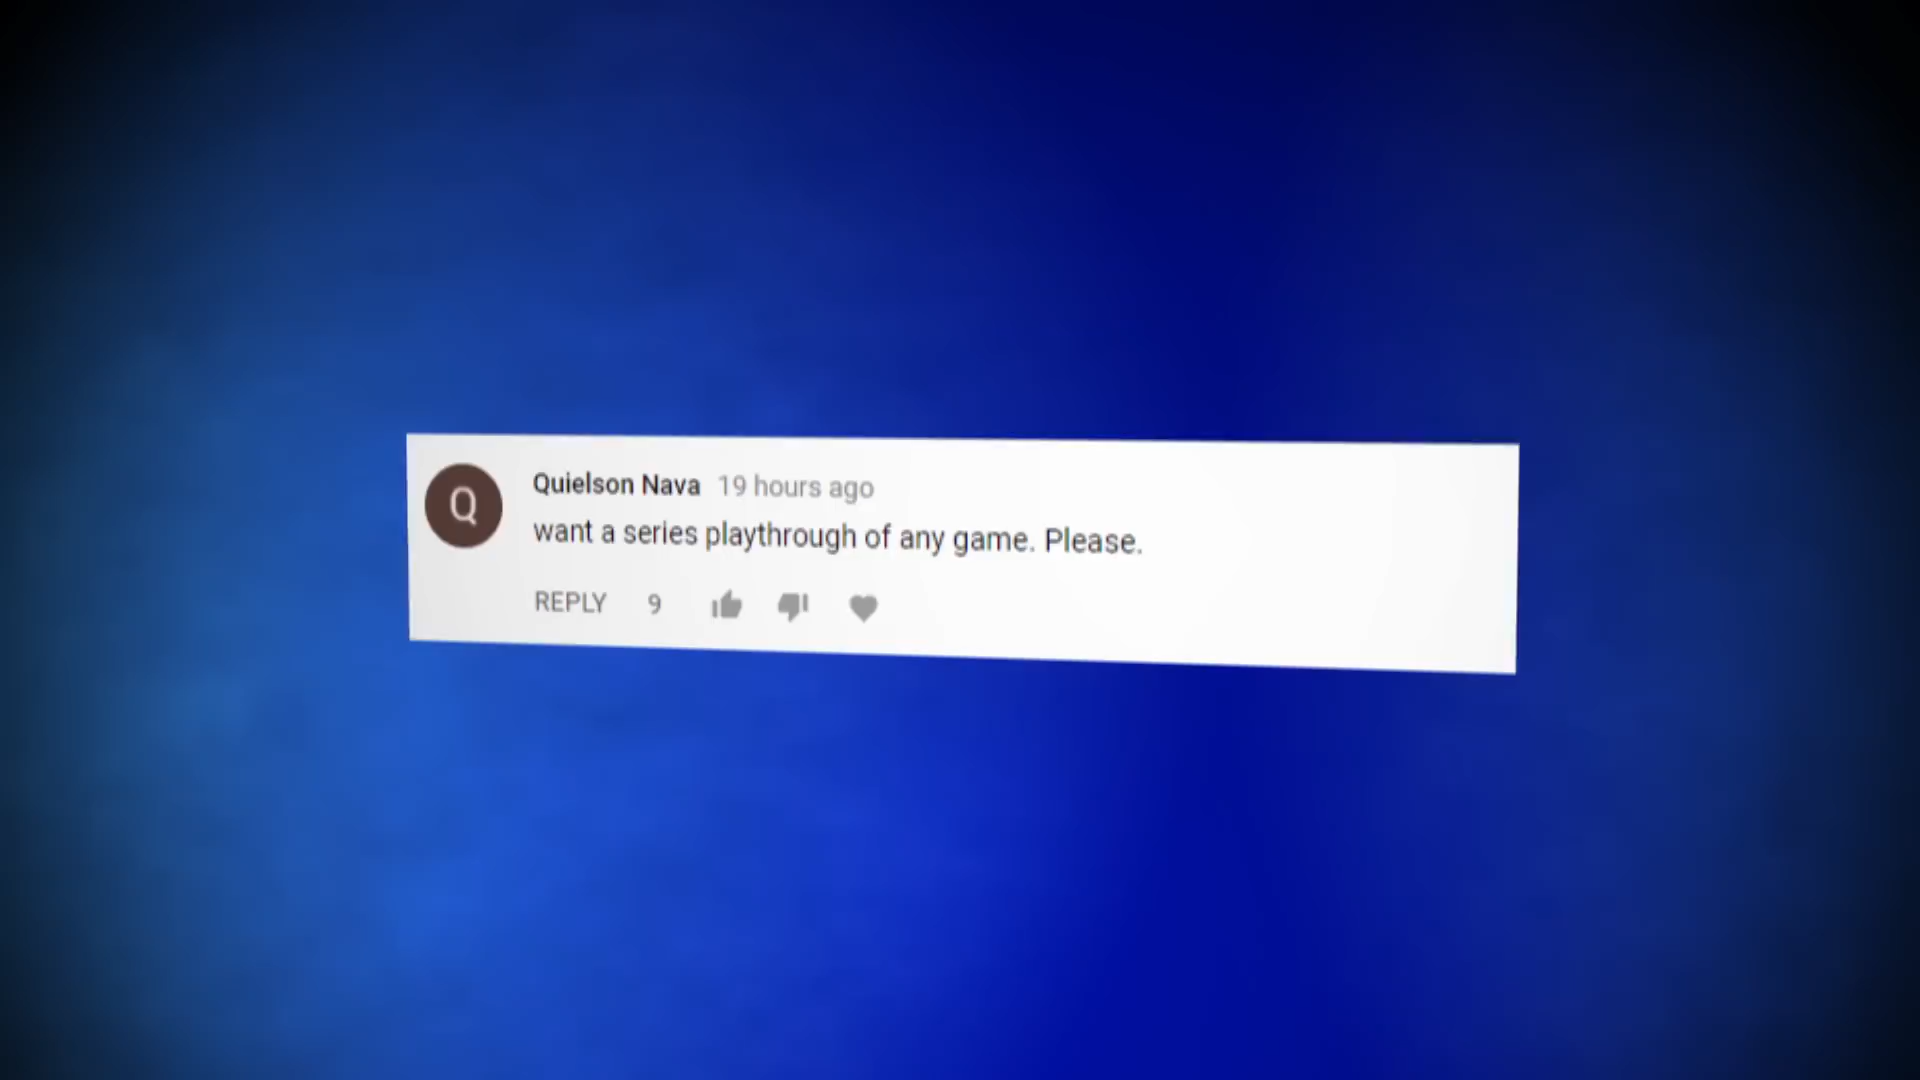 Q
Quielson Nava 19 hours ago
want a series playthrough of any game. Please.
REPLY 9